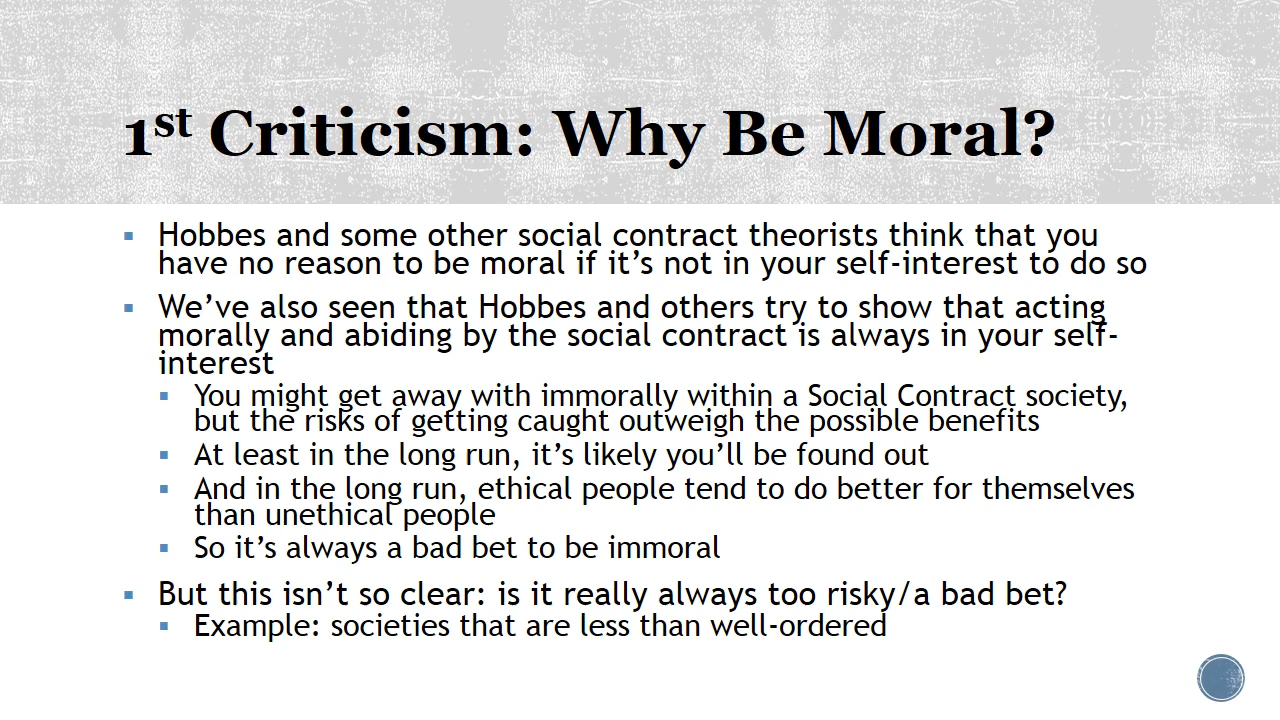 1st Criticism: Why Be Moral?
▪ Hobbes and some other social contract theorists think that you
have no reason to be moral if it’s not in your self-interest to do so
▪ We’ve also seen that Hobbes and others try to show that acting
morally and abiding by the social contract is always in your self-
interest
▪ You might get away with immorally within a Social Contract society,
but the risks of getting caught outweigh the possible benefits
▪ At least in the long run, it’s likely you’ll be found out
▪ And in the long run, ethical people tend to do better for themselves
than unethical people
▪ So it’s always a bad bet to be immoral
▪ But this isn’t so clear: is it really always too risky/a bad bet?
▪ Example: societies that are less than well-ordered